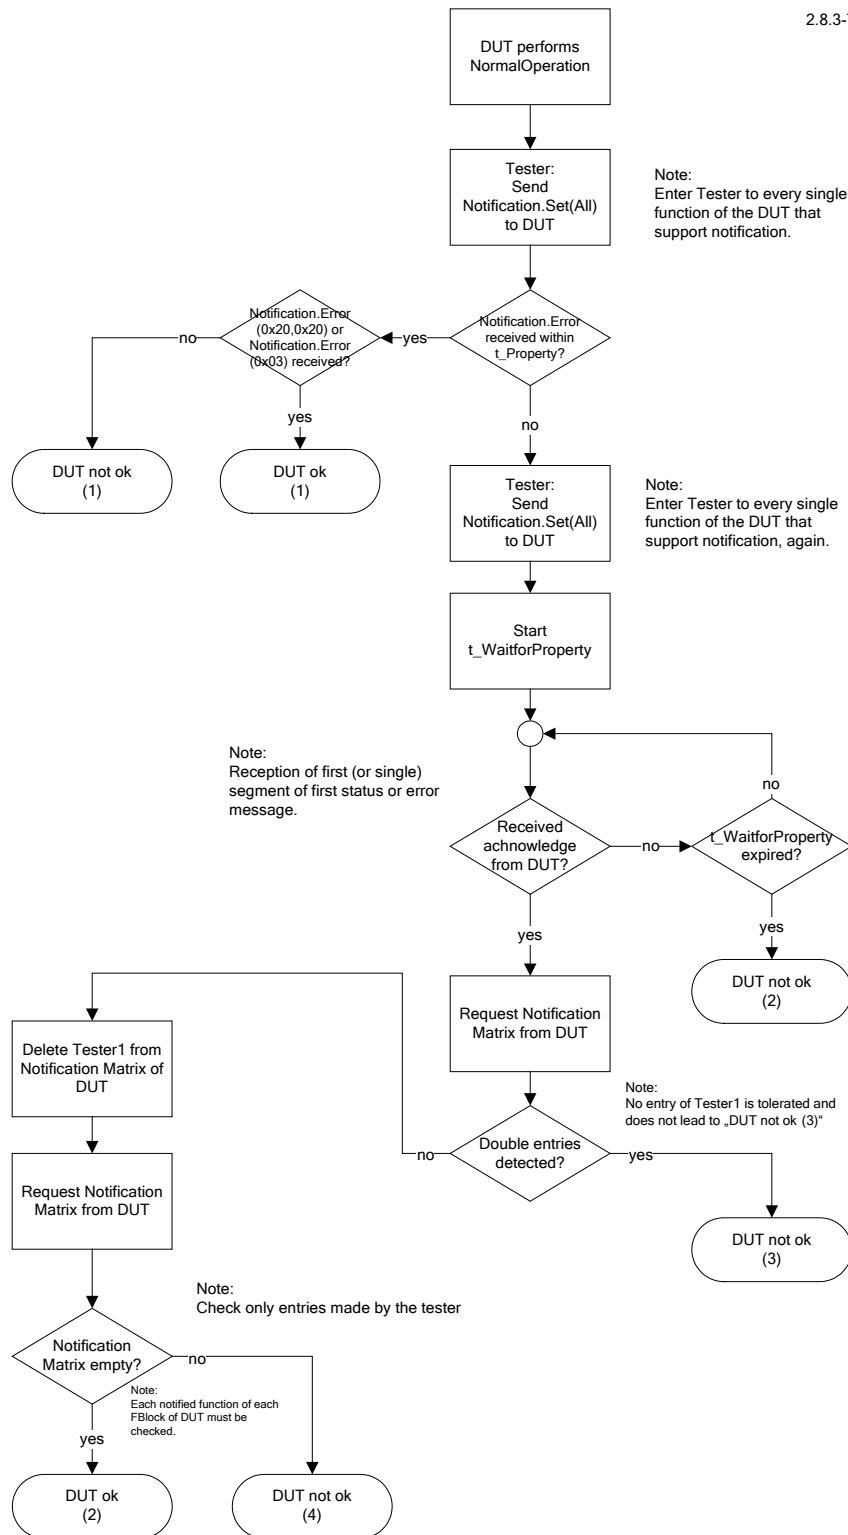 2.8.3-
DUT performs
NormalOperation
Tester:
Send
Notification.Set(All)
to DUT
Note:
Enter Tester to every single
function of the DUT that
support notification.
Notification.Error
(0x20,0x20) or
Notification.Error
(0x03) received?
Notification.Error
received within
t_Property?
no
yes
yes
no
DUT not ok
(1)
DUT ok
(1)
Tester:
Send
Notification.Set(All)
to DUT
Note:
Enter Tester to every single
function of the DUT that
support notification, again.
Start
t_WaitforProperty
Note:
Reception of first (or single)
segment of first status or error
message.
no
Received
achnowledge
from DUT?
no
t_WaitforProperty
expired?
yes
yes
DUT not ok
(2)
Request Notification
Matrix from DUT
Delete Tester1 from
Notification Matrix of
DUT
Note:
No entry of Tester1 is tolerated and
does not lead to „DUT not ok (3)“
no
Double entries
detected?
yes
Request Notification
Matrix from DUT
DUT not ok
(3)
Note:
Check only entries made by the tester
Notification
Matrix empty?
no
Note:
Each notified function of each
FBlock of DUT must be
checked.
yes
DUT ok
(2)
DUT not ok
(4)